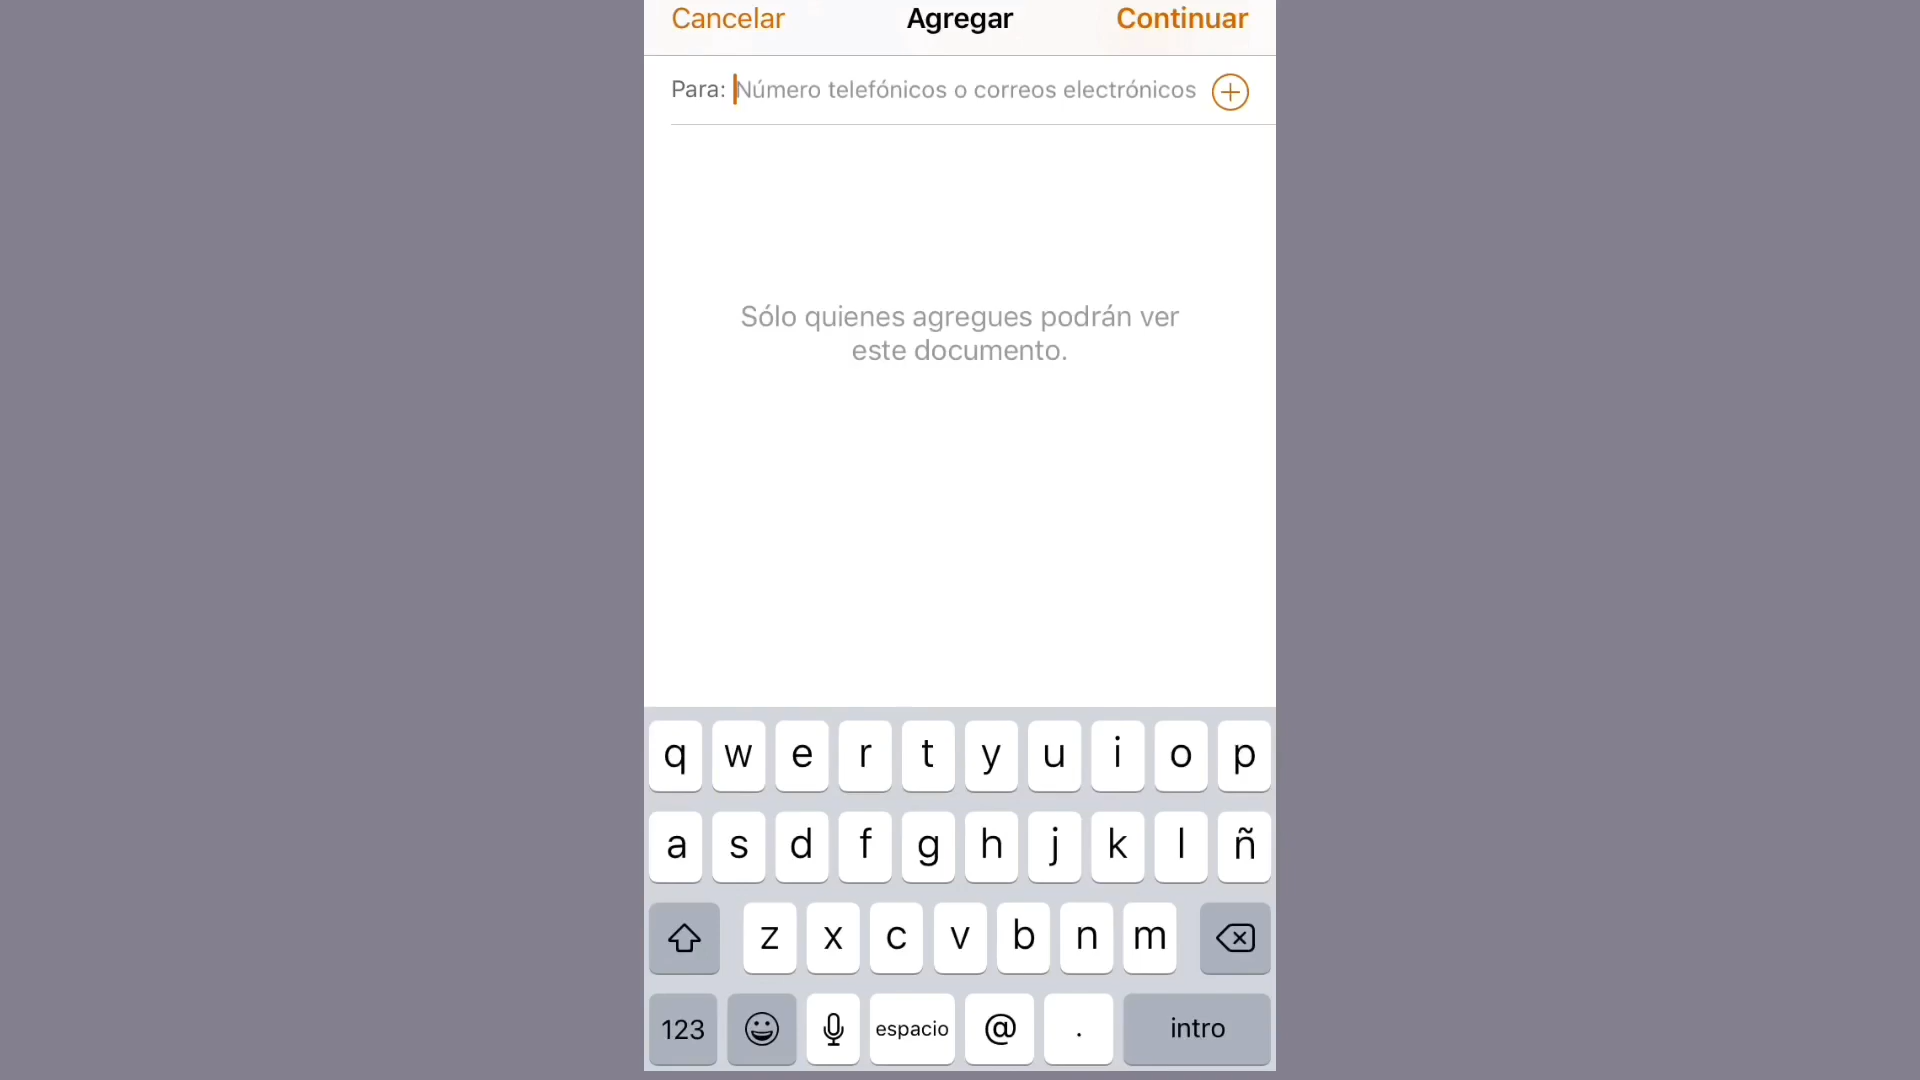 Cancelar Agregar Continuar
Para: Número telefónicos o correos electrónicos
Sólo quienes agregues podrán ver
este documento.
q w e r t y u i o p
a s d f g h j k l ñ
z x c v b n m
123 espacio @ . intro